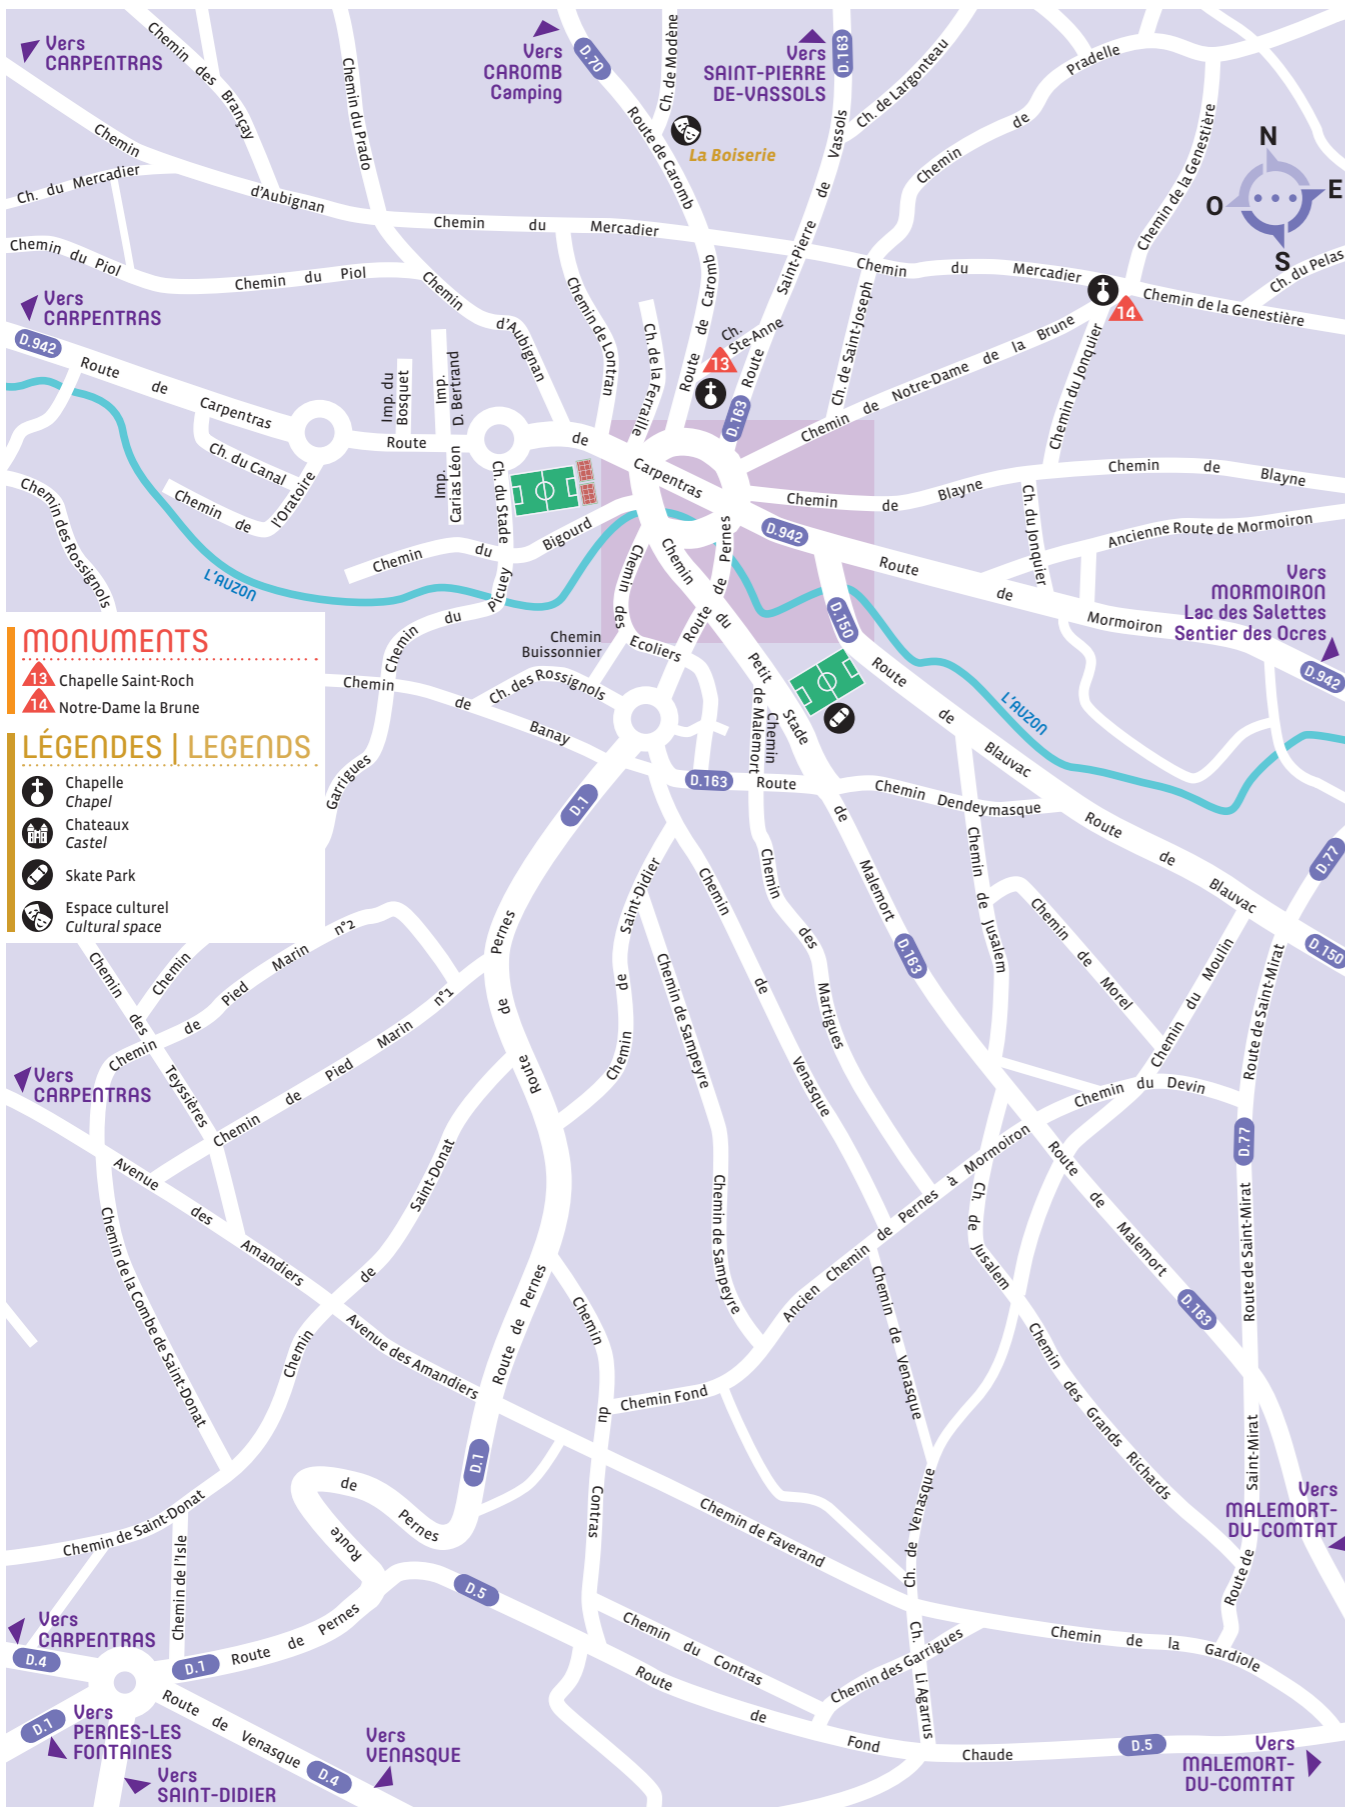 Vers
CARPENTRAS
Chemin des Brançay
Chemin du Prado
Vers
CAROMB
Camping
D.70
Ch. de Modène
Vers
SAINT-PIERRE
DE-VASSOLS
D.163
Ch. de Largonteau
Chemin de Pradelle
La Boiserie
Route de Caromb
Route de Saint-Pierre de Vassols
Chemin de la Genestière
N
E
S
O
Ch. du Pelas
Chemin d'Aubignan
Ch. du Mercadier
Chemin du Mercadier
Chemin du Mercadier
Chemin de la Genestière
14
Chemin du Piol
Chemin du Piol
Chemin d'Aubignan
Chemin de Lontran
Ch. de la Ferraille
Route de Caromb
Ch.
Ste-Anne
13
D.163
Ch. de Saint-Joseph
Chemin de Notre-Dame de la Brune
Chemin du Jonquier
Vers
CARPENTRAS
D.942
Route de Carpentras
Imp. du
Bosquet
Imp.
D. Bertrand
Route de Carpentras
Imp.
Carias Léon
Ch. du Stade
Ch. du Canal
Chemin de l'Oratoire
Chemin des Rossignols
L'AUZON
Chemin du Bigourd
Chemin du Picuey
Chemin de Blayne
Chemin de Blayne
Ch. du Jonquier
Ancienne Route de Mormoiron
D.942
Route de Mormoiron
Vers
MORMOIRON
Lac des Salettes
Sentier des Ocres
D.942
Chemin des Ecoliers
Chemin du Petit Stade
Route de Pernes
D.150
Route de Blauvac
L'AUZON
Chemin
Buissonnier
Ch. des Rossignols
MONUMENTS
13 Chapelle Saint-Roch
14 Notre-Dame la Brune
LÉGENDES | LEGENDS
Chapelle
Chapel
Chateaux
Castel
Skate Park
Espace culturel
Cultural space
Chemin de Banay
Garrigues
D.1
D.163
Route de Malemort
Chemin
de Malemort
Chemin Dendeymasque
Route de Blauvac
D.77
D.150
Chemin de Jusalem
Chemin de Morel
Chemin du Moulin
Route de Saint-Mirat
D.163
Chemin des Martigues
Chemin de Venasque
Chemin de Saint-Didier
Chemin de Sampeyre
Route de Pernes
Chemin des Teyssières
Chemin
Chemin de Pied Marin n°2
Chemin de Pied Marin n°1
Vers
CARPENTRAS
Avenue des Amandiers
Chemin de Saint-Donat
Chemin de la Combe de Saint-Donat
Avenue des Amandiers
Route de Pernes
Chemin de Sampeyre
Ancien Chemin de Pernes à Mormoiron
Chemin du Devin
D.77
Route de Malemort
Ch. de Jusalem
Route de Saint-Mirat
D.163
Chemin des Grands Richards
Chemin de Venasque
Chemin Fond
Chemin du Contras
D.1
Route de Pernes
Chemin de Saint-Donat
Chemin de l'Isle
Chemin de Faverand
Ch. de Venasque
Route de Saint-Mirat
Vers
MALEMORT-
DU-COMTAT
D.5
Vers
CARPENTRAS
D.4
D.1
Route de Pernes
Chemin du Contras
Chemin des Garrigues
Chemin de la Gardiole
Ch. Li Agarrus
D.1
Vers
PERNES-LES
FONTAINES
Route de Venasque
D.4
Vers
VENASQUE
Vers
SAINT-DIDIER
Route de Fond Chaude
D.5
Vers
MALEMORT-
DU-COMTAT